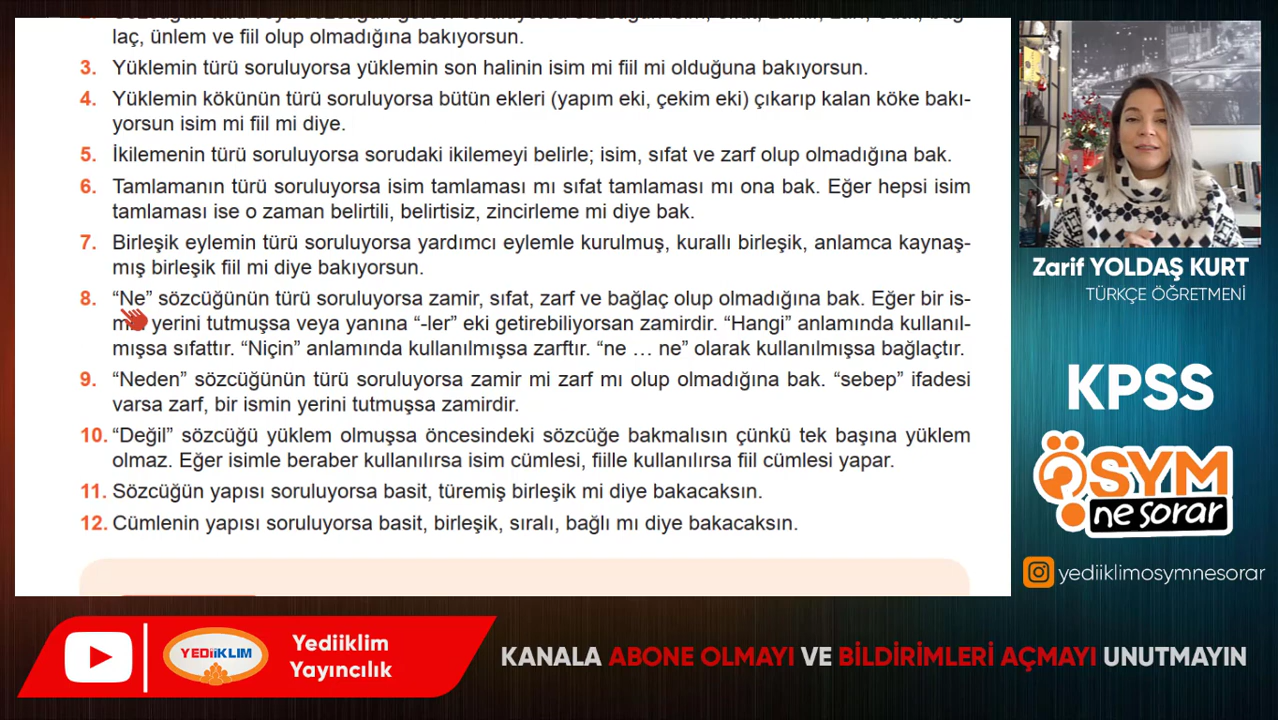 laç, ünlem ve fiil olup olmadığına bakıyorsun.
3. Yüklemin türü soruluyorsa yüklemin son halinin isim mi fiil mi olduğuna bakıyorsun.
4. Yüklemin kökünün türü soruluyorsa bütün ekleri (yapım eki, çekim eki) çıkarıp kalan köke bakı-
yorsun isim mi fiil mi diye.
5. İkilemenin türü soruluyorsa sorudaki ikilemeyi belirle; isim, sıfat ve zarf olup olmadığına bak.
6. Tamlamanın türü soruluyorsa isim tamlaması mı sıfat tamlaması mı ona bak. Eğer hepsi isim
tamlaması ise o zaman belirtili, belirtisiz, zincirleme mi diye bak.
7. Birleşik eylemin türü soruluyorsa yardımcı eylemle kurulmuş, kurallı birleşik, anlamca kaynaş-
mış birleşik fiil mi diye bakıyorsun.
8. “Ne” sözcüğünün türü soruluyorsa zamir, sıfat, zarf ve bağlaç olup olmadığına bak. Eğer bir is-
yerini tutmuşsa veya yanına “-ler” eki getirebiliyorsan zamirdir. “Hangi” anlamında kullanıl-
mışsa sıfattır. “Niçin” anlamında kullanılmışsa zarftır. “ne … ne” olarak kullanılmışsa bağlaçtır.
9. “Neden” sözcüğünün türü soruluyorsa zamir mi zarf mı olup olmadığına bak. “sebep” ifadesi
varsa zarf, bir ismin yerini tutmuşsa zamirdir.
10. “Değil” sözcüğü yüklem olmuşsa öncesindeki sözcüğe bakmalısın çünkü tek başına yüklem
olmaz. Eğer isimle beraber kullanılırsa isim cümlesi, fiille kullanılırsa fiil cümlesi yapar.
11. Sözcüğün yapısı soruluyorsa basit, türemiş birleşik mi diye bakacaksın.
12. Cümlenin yapısı soruluyorsa basit, birleşik, sıralı, bağlı mı diye bakacaksın.
Zarif YOLDAŞ KURT
TÜRKÇE ÖĞRETMENİ
KPSS
ÖSYM
ne sorar
yediiklimosymnesorar
YEDİİKLİM
Yediiklim
Yayıncılık
KANALA ABONE OLMAYI VE BİLDİRİMLERİ AÇMAYI UNUTMAYIN